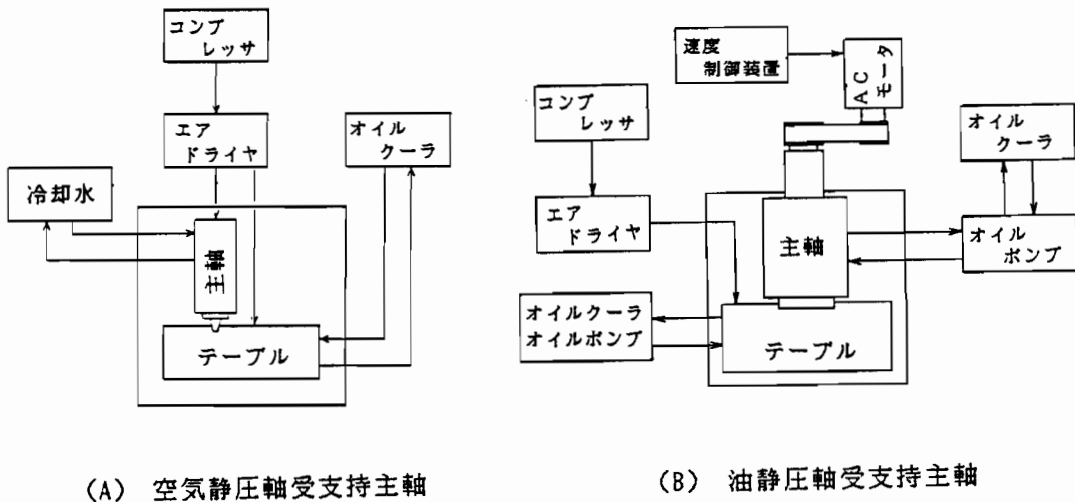 コンプ
レッサ
エア
ドライヤ
オイル
クーラ
冷却水
主軸
テーブル
(A) 空気静圧軸受支持主軸
速度
制御装置
AC
モータ
コンプ
レッサ
エア
ドライヤ
オイル
クーラ
主軸
オイル
ポンプ
オイルクーラ
オイルポンプ
テーブル
(B) 油静圧軸受支持主軸